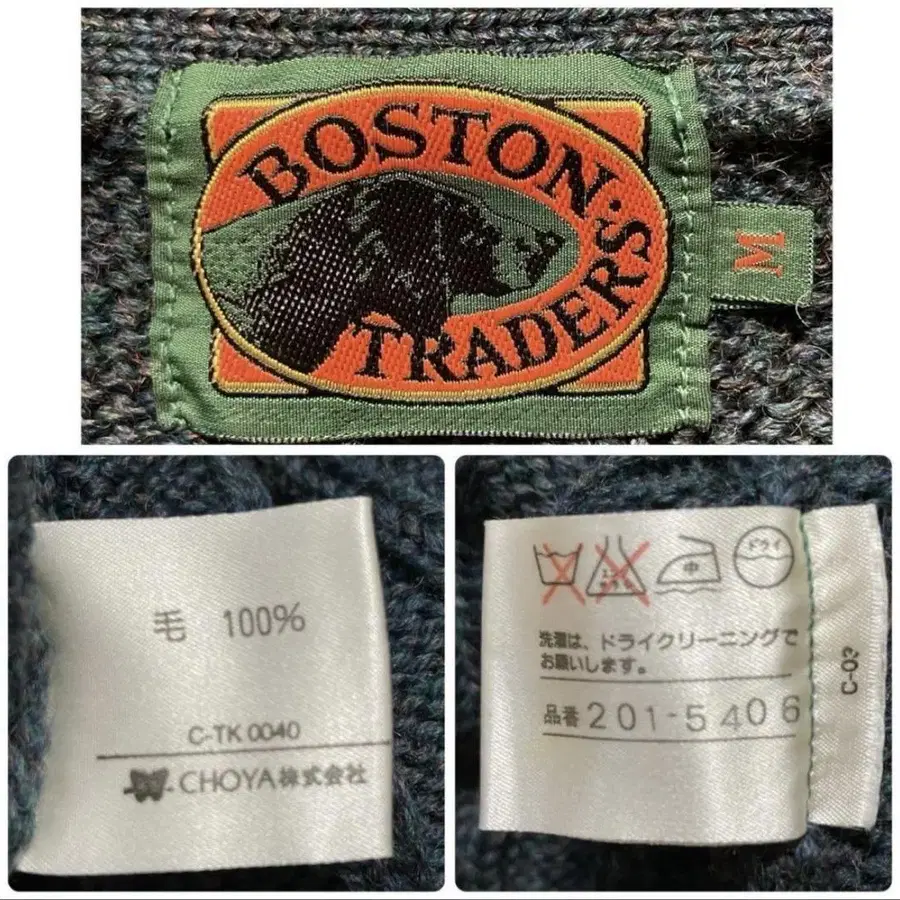 BOSTON
TRADERS
M
毛 100%
C-TK 0040
CHOYA株式会社
中
ドライ
洗濯は、ドライクリーニングで
お願いします。
品番 201-5406
C-03